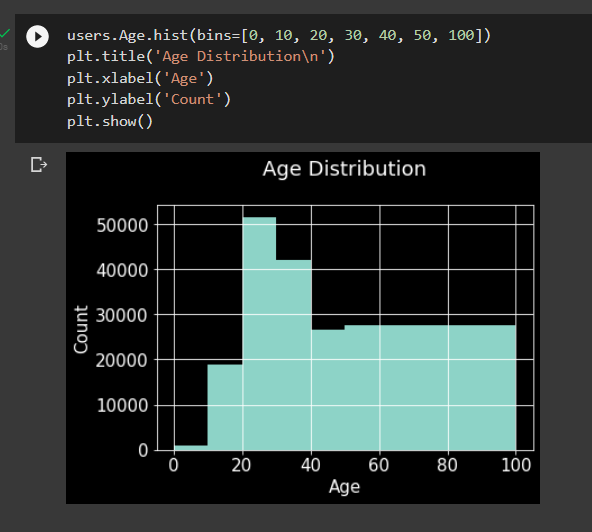 users.Age.hist(bins=[0, 10, 20, 30, 40, 50, 100])
plt.title('Age Distribution\n')
plt.xlabel('Age')
plt.ylabel('Count')
plt.show()
Age Distribution
Count
50000
40000
30000
20000
10000
0
0 20 40 60 80 100
Age